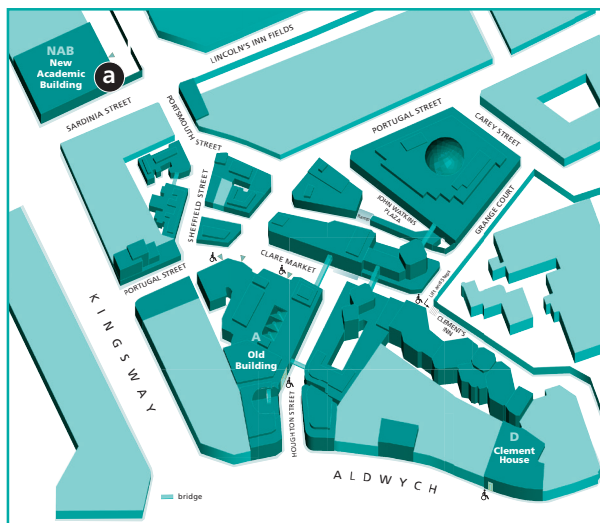 NAB
New
Academic
Building
a
LINCOLN'S INN FIELDS
SARDINIA STREET
PORTSMOUTH
STREET
PORTUGAL STREET
CAREY STREET
SHEFFIELD STREET
JOHN WATKINS
PLAZA
GRANGE COURT
CLARE MARKET
PORTUGAL STREET
CLEMENT'S
INN
KINGSWAY
A
Old
Building
HOUGHTON STREET
D
Clement
House
ALDWYCH
bridge